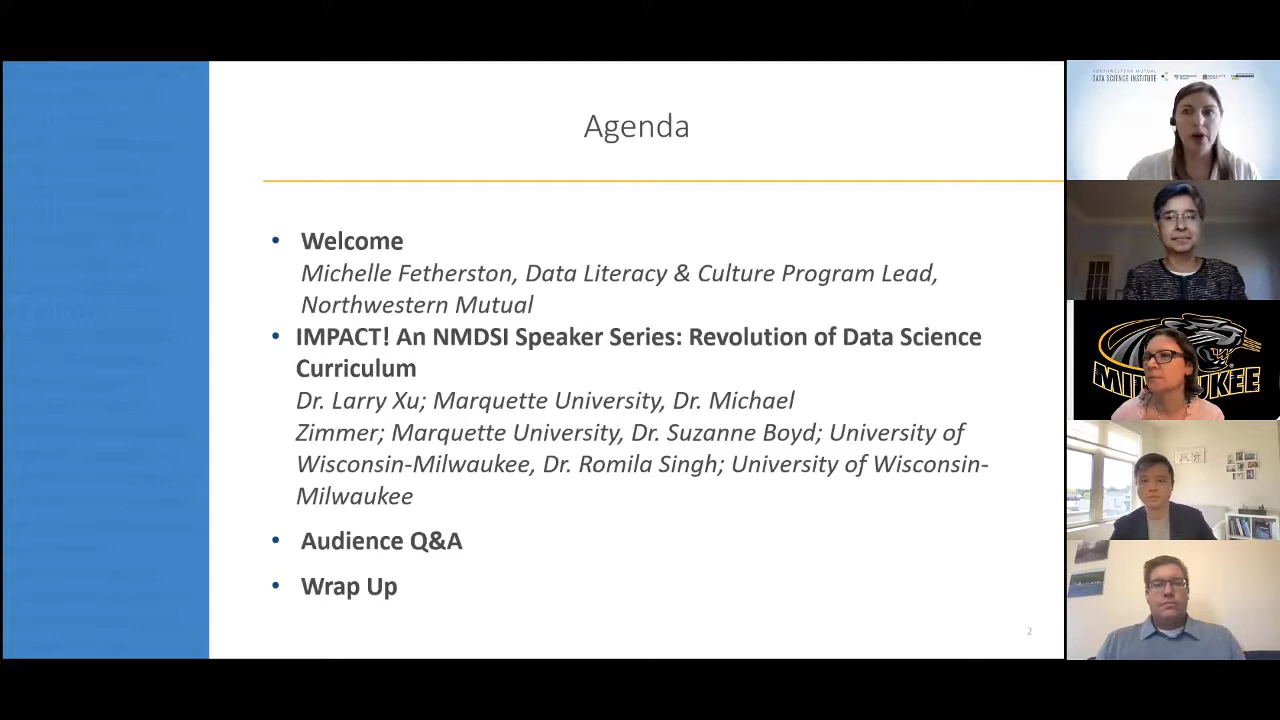 Agenda
• Welcome
Michelle Fetherston, Data Literacy & Culture Program Lead,
Northwestern Mutual
• IMPACT! An NMDSI Speaker Series: Revolution of Data Science
Curriculum
Dr. Larry Xu; Marquette University, Dr. Michael
Zimmer; Marquette University, Dr. Suzanne Boyd; University of
Wisconsin-Milwaukee, Dr. Romila Singh; University of Wisconsin-
Milwaukee
• Audience Q&A
• Wrap Up
2
NORTHWESTERN MUTUAL
DATA SCIENCE INSTITUTE